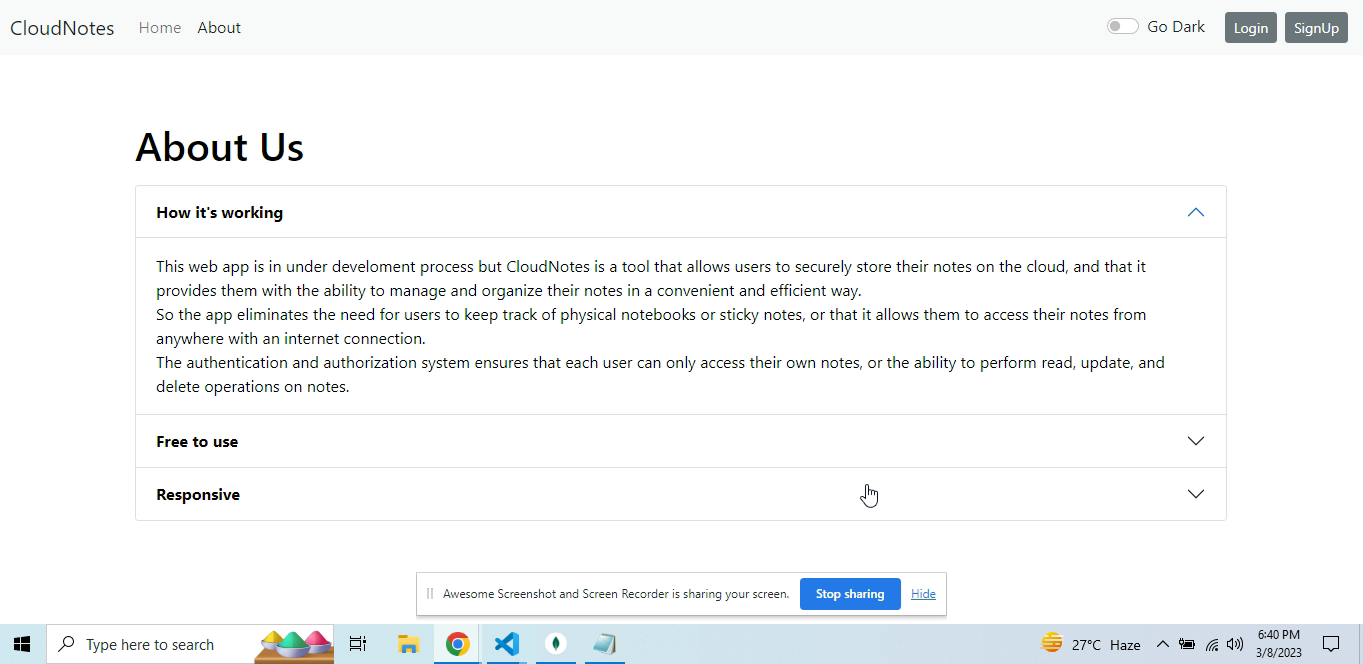 CloudNotes Home About Go Dark Login SignUp
About Us
How it's working
This web app is in under develoment process but CloudNotes is a tool that allows users to securely store their notes on the cloud, and that it
provides them with the ability to manage and organize their notes in a convenient and efficient way.
So the app eliminates the need for users to keep track of physical notebooks or sticky notes, or that it allows them to access their notes from
anywhere with an internet connection.
The authentication and authorization system ensures that each user can only access their own notes, or the ability to perform read, update, and
delete operations on notes.
Free to use
Responsive
Awesome Screenshot and Screen Recorder is sharing your screen. Stop sharing Hide
Type here to search 27°C Haze 6:40 PM
3/8/2023